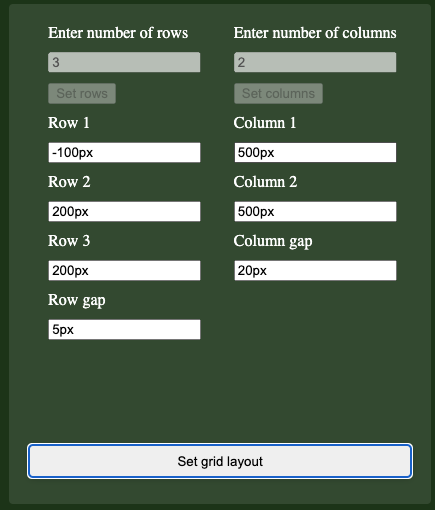 Enter number of rows
3
Set rows
Row 1
-100px
Row 2
200px
Row 3
200px
Row gap
5px
Enter number of columns
2
Set columns
Column 1
500px
Column 2
500px
Column gap
20px
Set grid layout